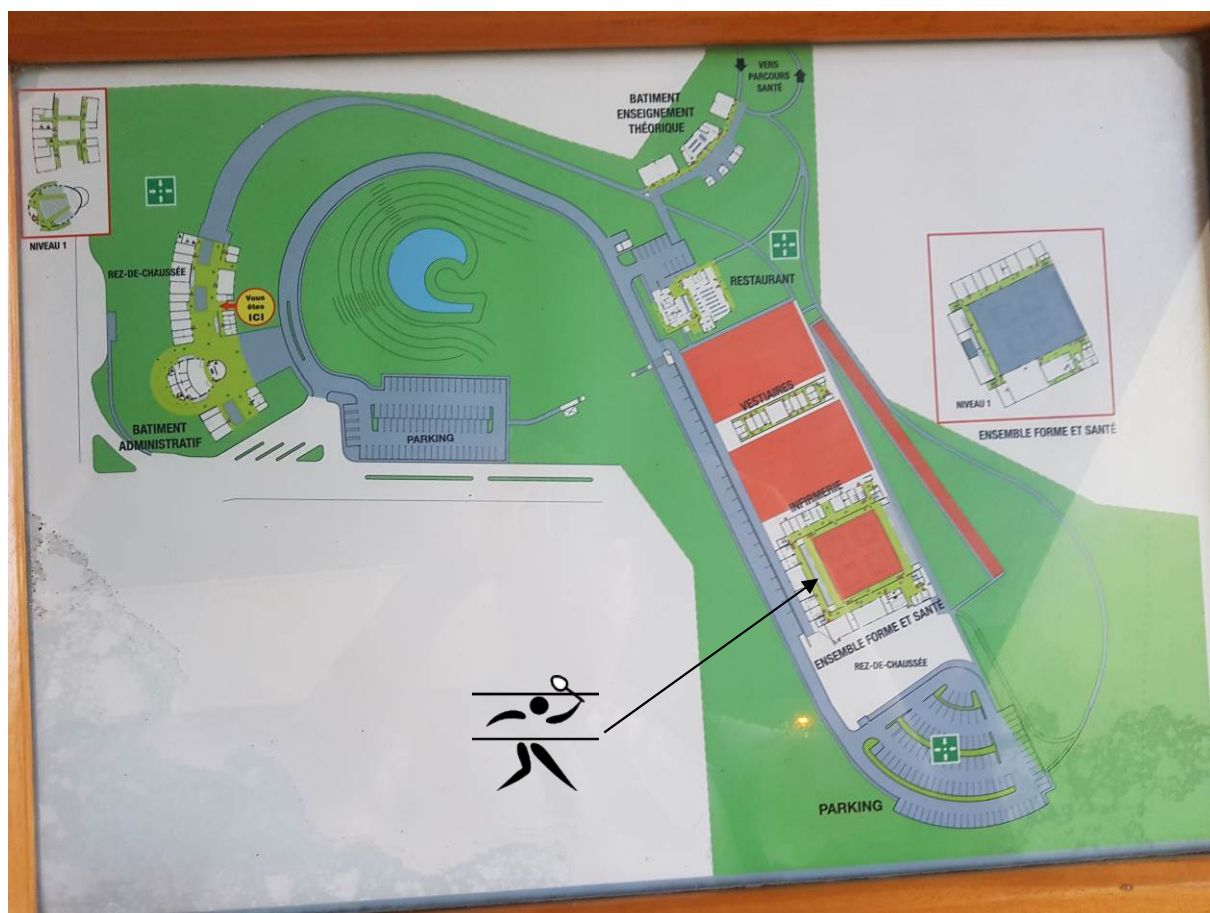 VERS
PARCOURS
SANTÉ
BATIMENT
ENSEIGNEMENT
THÉORIQUE
NIVEAU 1
REZ-DE-CHAUSSÉE
Vous
êtes
ICI
RESTAURANT
VESTIAIRES
BATIMENT
ADMINISTRATIF
PARKING
NIVEAU 1
ENSEMBLE FORME ET SANTÉ
INFIRMERIE
ENSEMBLE FORME ET SANTÉ
REZ-DE-CHAUSSÉE
PARKING